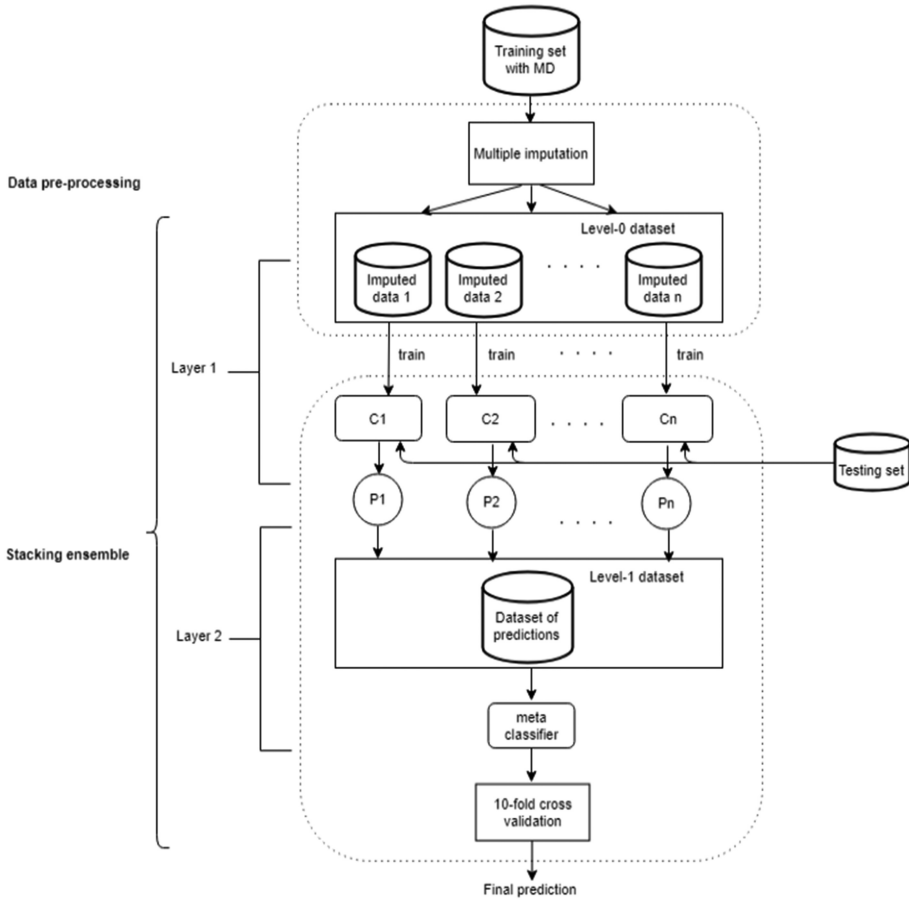 Training set
with MD
Multiple imputation
Data pre-processing
Level-0 dataset
Imputed
data 1
Imputed
data 2
. . . .
Imputed
data n
Layer 1
train
train
. . . .
train
C1
C2
. . . .
Cn
Testing set
P1
P2
. . . .
Pn
Stacking ensemble
Level-1 dataset
Dataset of
predictions
Layer 2
meta
classifier
10-fold cross
validation
Final prediction